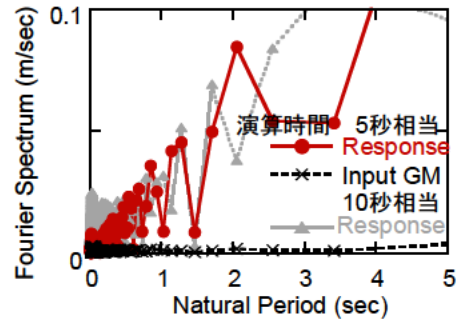 0.1
Fourier Spectrum (m/sec)
演算時間 5秒相当
Response
Input GM
10秒相当
Response
0
0 1 2 3 4 5
Natural Period (sec)